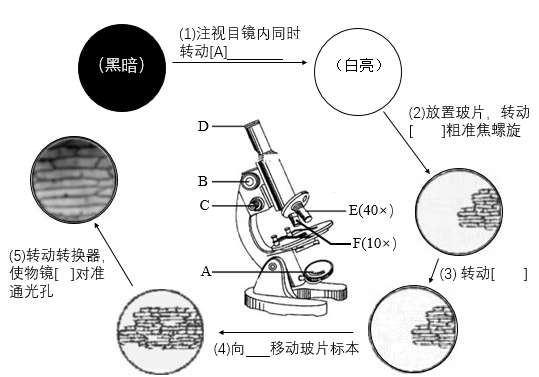 (黑暗)
(1)注视目镜内同时
转动[A]________
(白亮)
(2)放置玻片，转动
[      ]粗准焦螺旋
D
B
C
A
E(40×)
F(10×)
(3) 转动[      ]
(4)向___移动玻片标本
(5)转动转换器，
使物镜[   ]对准
通光孔